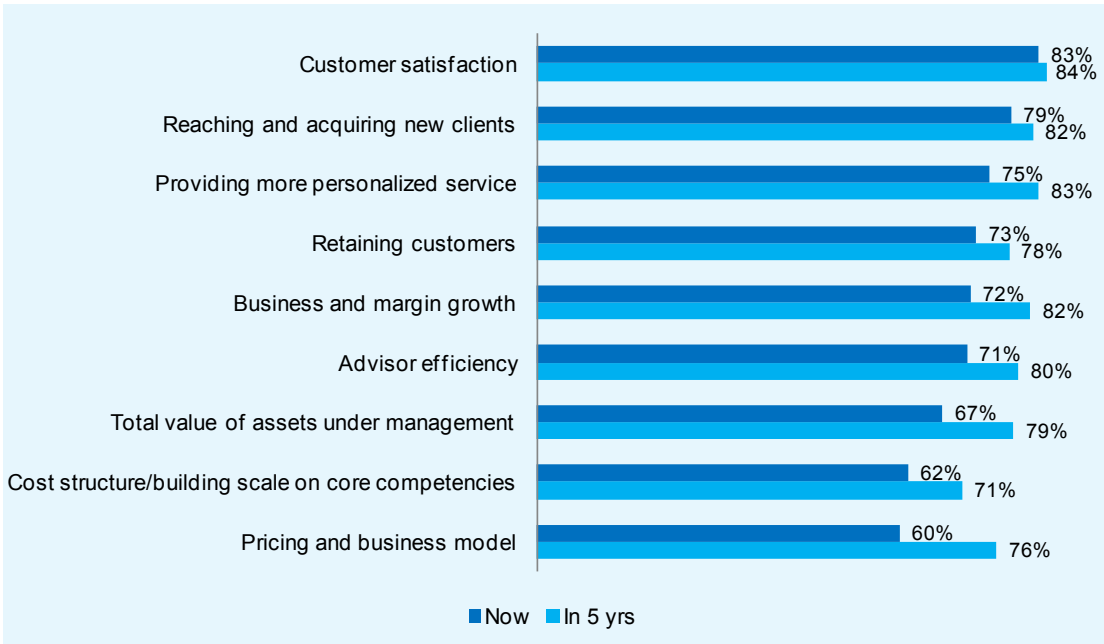 Customer satisfaction
83%
84%
Reaching and acquiring new clients
79%
82%
Providing more personalized service
75%
83%
Retaining customers
73%
78%
Business and margin growth
72%
82%
Advisor efficiency
71%
80%
Total value of assets under management
67%
79%
Cost structure/building scale on core competencies
62%
71%
Pricing and business model
60%
76%
Now In 5 yrs